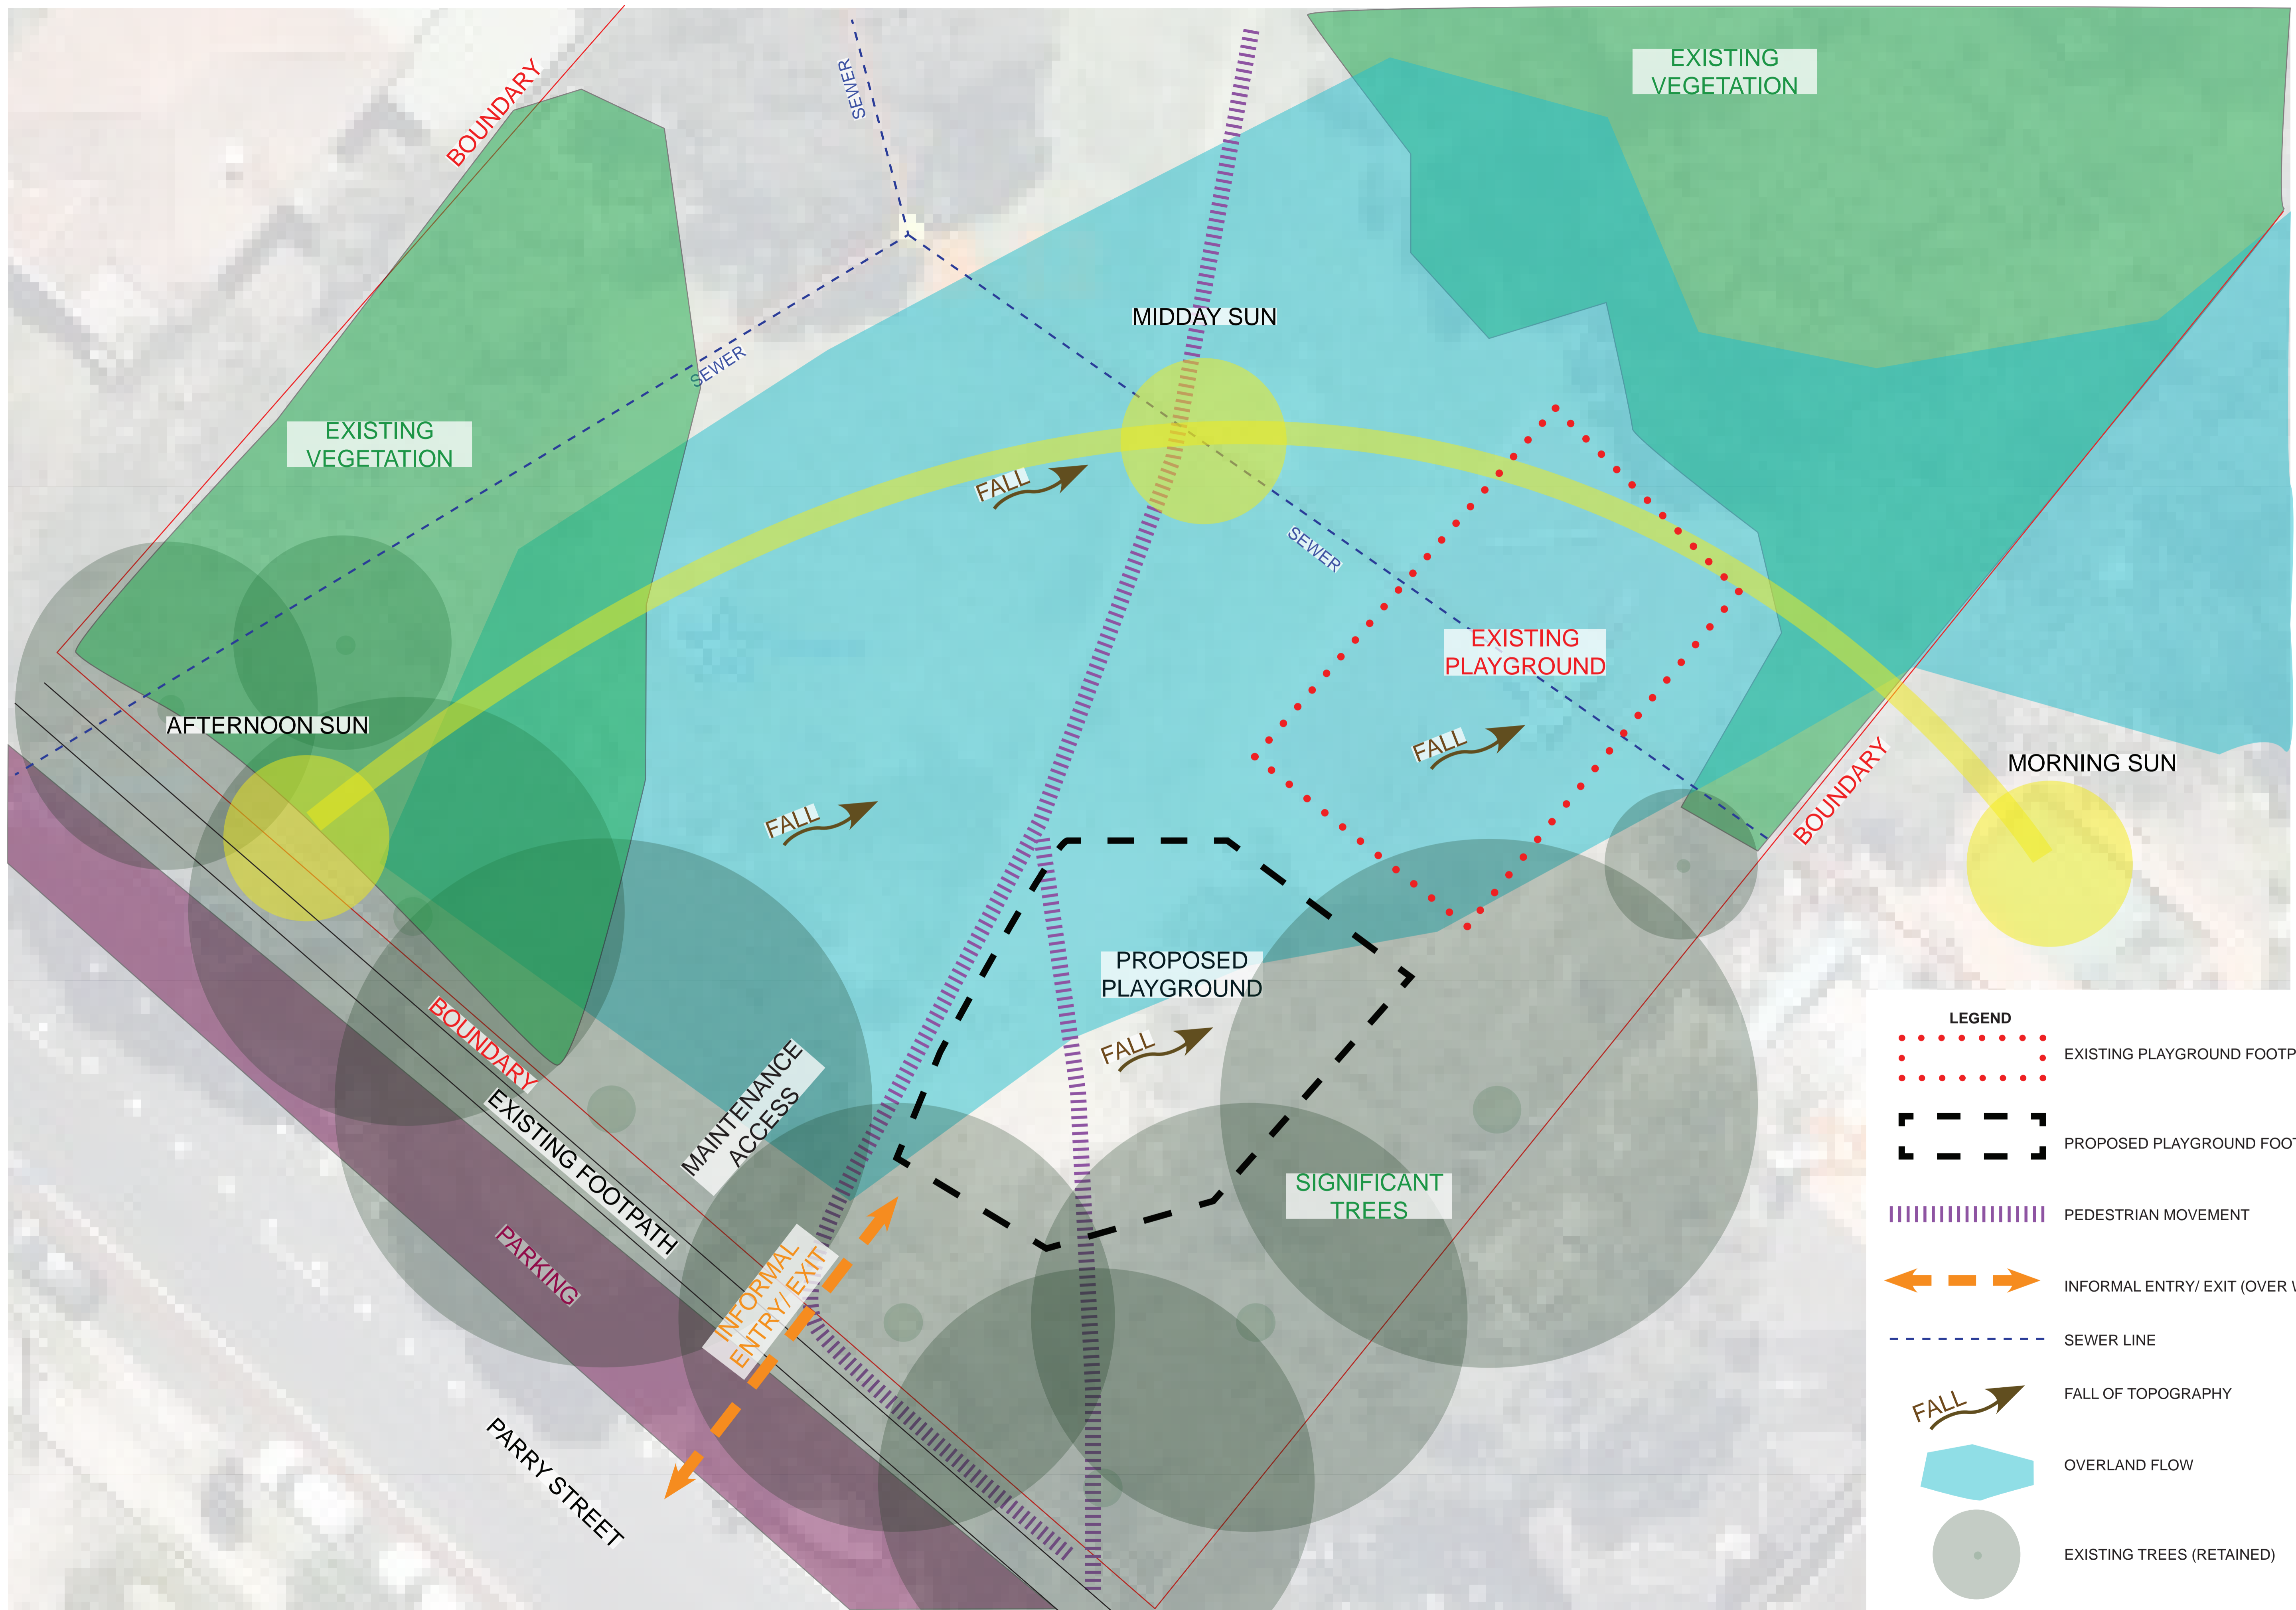 EXISTING
VEGETATION
BOUNDARY
SEWER
MIDDAY SUN
SEWER
EXISTING
VEGETATION
FALL
SEWER
EXISTING
PLAYGROUND
AFTERNOON SUN
FALL
BOUNDARY
MORNING SUN
FALL
PROPOSED
PLAYGROUND
FALL
BOUNDARY
MAINTENANCE
ACCESS
EXISTING FOOTPATH
SIGNIFICANT
TREES
PARKING
INFORMAL
ENTRY/ EXIT
PARRY STREET
LEGEND
EXISTING PLAYGROUND FOOTP
PROPOSED PLAYGROUND FOOT
PEDESTRIAN MOVEMENT
INFORMAL ENTRY/ EXIT (OVER W
SEWER LINE
FALL
FALL OF TOPOGRAPHY
OVERLAND FLOW
EXISTING TREES (RETAINED)